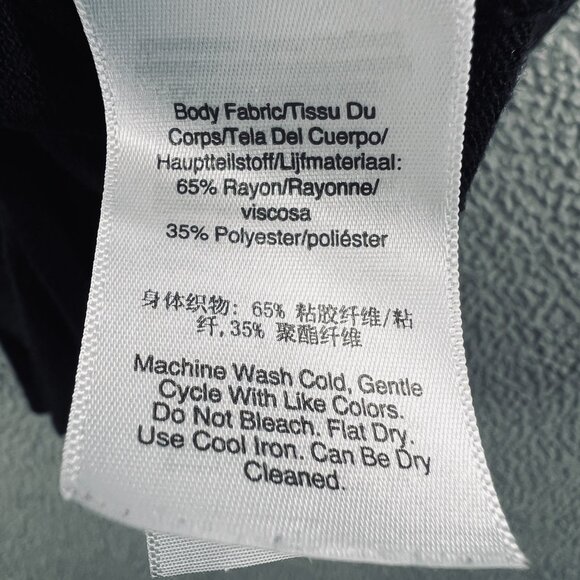 Body Fabric/Tissu Du
Corps/Tela Del Cuerpo/
Hauptteilstoff/Lijfmateriaal:
65% Rayon/Rayonne/
viscosa
35% Polyester/poliéster
身体织物: 65% 粘胶纤维/粘
纤,35% 聚酯纤维
Machine Wash Cold, Gentle
Cycle With Like Colors.
Do Not Bleach. Flat Dry.
Use Cool Iron. Can Be Dry
Cleaned.